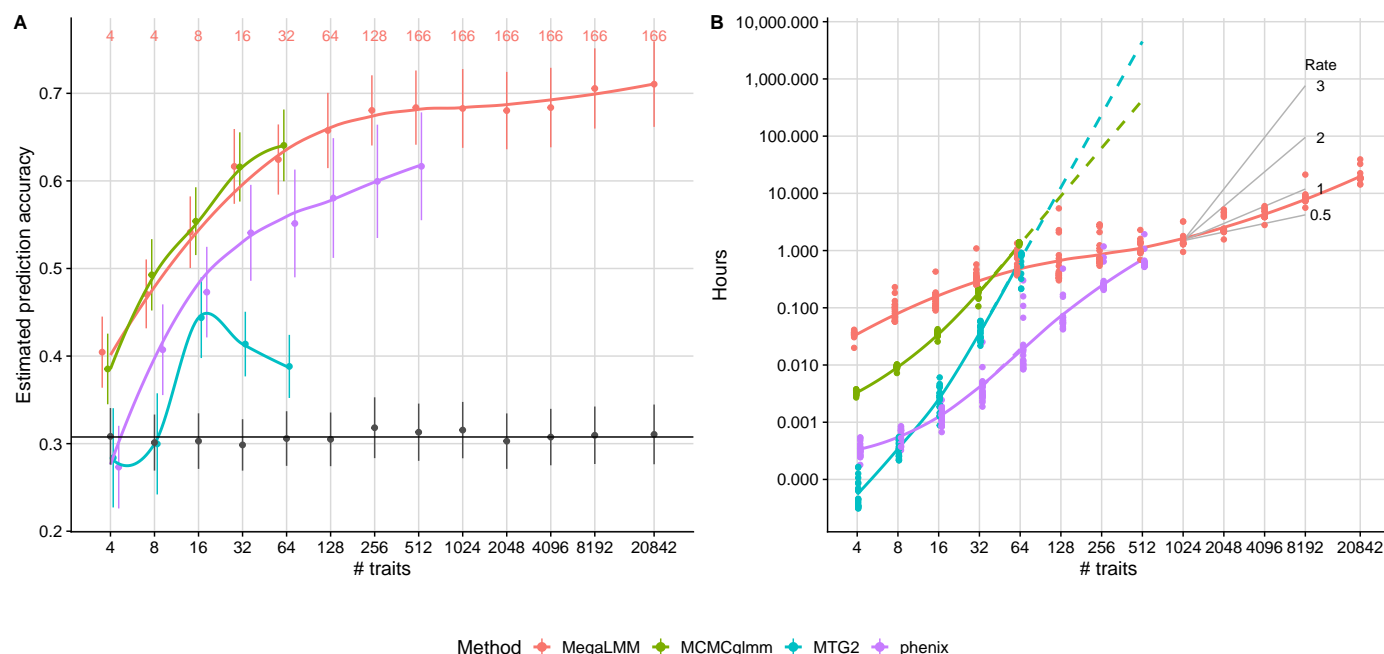 A
4 4 8 16 32 64 128 166 166 166 166 166 166
Estimated prediction accuracy
0.7
0.6
0.5
0.4
0.3
0.2
4 8 16 32 64 128 256 512 1024 2048 4096 8192 20842
# traits
B
Hours
10,000.000
1,000.000
100.000
10.000
1.000
0.100
0.010
0.001
0.000
Rate
3
2
1
0.5
4 8 16 32 64 128 256 512 1024 2048 4096 8192 20842
# traits
Method MegaLMM MCMCglmm MTG2 phenix